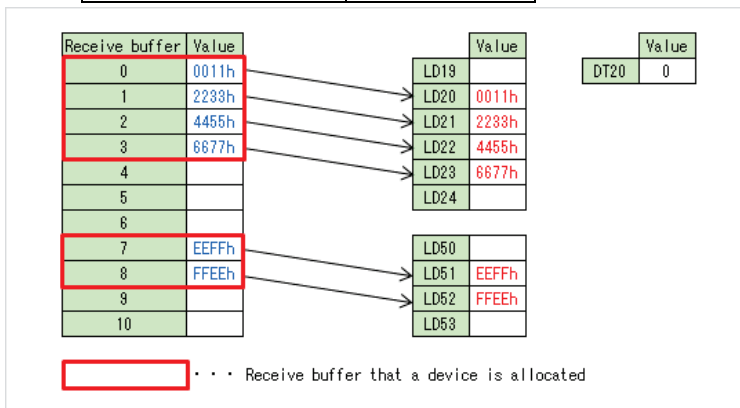 Receive buffer Value Value Value
0 0011h LD19 DT20 0
1 2233h LD20 0011h
2 4455h LD21 2233h
3 6677h LD22 4455h
4 LD23 6677h
5 LD24
6
7 EEFFh LD50
8 FFEEh LD51 EEFFh
9 LD52 FFEEh
10 LD53
・・・ Receive buffer that a device is allocated